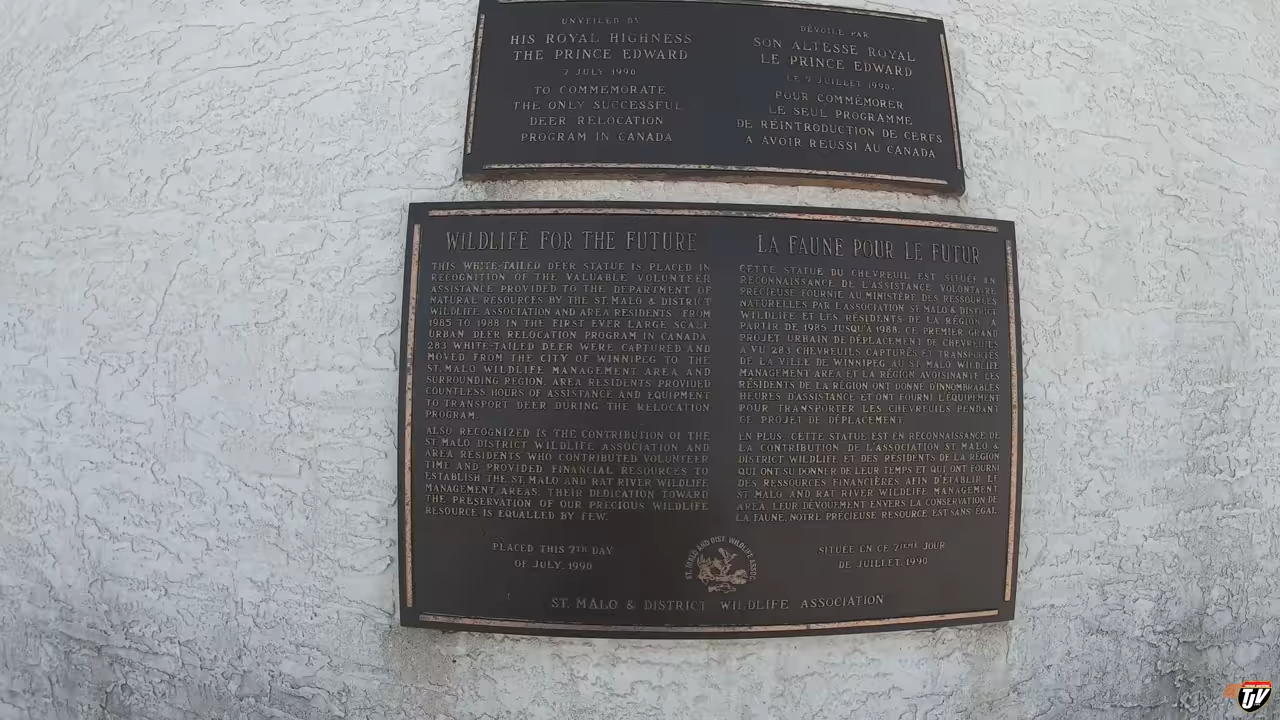 UNVEILED BY
HIS ROYAL HIGHNESS
THE PRINCE EDWARD
7 JULY 1990
TO COMMEMORATE
THE ONLY SUCCESSFUL
DEER RELOCATION
PROGRAM IN CANADA
DÉVOILÉ PAR
SON ALTESSE ROYAL
LE PRINCE EDWARD
LE 7 JUILLET 1990,
POUR COMMÉMORER
LE SEUL PROGRAMME
DE RÉINTRODUCTION DE CERFS
A AVOIR REUSSI AU CANADA
WILDLIFE FOR THE FUTURE
THIS WHITE-TAILED DEER STATUE IS PLACED IN
RECOGNITION OF THE VALUABLE VOLUNTEER
ASSISTANCE PROVIDED TO THE DEPARTMENT OF
NATURAL RESOURCES BY THE ST. MALO & DISTRICT
WILDLIFE ASSOCIATION AND AREA RESIDENTS. FROM
1985 TO 1988 IN THE FIRST EVER LARGE SCALE
URBAN DEER RELOCATION PROGRAM IN CANADA
283 WHITE-TAILED DEER WERE CAPTURED AND
MOVED FROM THE CITY OF WINNIPEG TO THE
ST. MALO WILDLIFE MANAGEMENT AREA AND
SURROUNDING REGION. AREA RESIDENTS PROVIDED
COUNTLESS HOURS OF ASSISTANCE AND EQUIPMENT
TO TRANSPORT DEER DURING THE RELOCATION
PROGRAM.
ALSO RECOGNIZED IS THE CONTRIBUTION OF THE
ST. MALO DISTRICT WILDLIFE ASSOCIATION AND
AREA RESIDENTS WHO CONTRIBUTED VOLUNTEER
TIME AND PROVIDED FINANCIAL RESOURCES TO
ESTABLISH THE ST. MALO AND RAT RIVER WILDLIFE
MANAGEMENT AREAS. THEIR DEDICATION TOWARD
THE PRESERVATION OF OUR PRECIOUS WILDLIFE
RESOURCE IS EQUALLED BY FEW.
PLACED THIS 7TH DAY
OF JULY, 1990
LA FAUNE POUR LE FUTUR
CETTE STATUE DU CHEVREUIL EST SITUÉE EN
RECONNAISSANCE DE L'ASSISTANCE VOLONTAIRE
PRÉCIEUSE FOURNIE AU MINISTÈRE DES RESSOURCES
NATURELLES PAR L'ASSOCIATION ST. MALO & DISTRICT
WILDLIFE ET LES RÉSIDENTS DE LA RÉGION. À
PARTIR DE 1985 JUSQU'À 1988, CE PREMIER GRAND
PROJET URBAIN DE DÉPLACEMENT DE CHEVREUILS
A VU 283 CHEVREUILS CAPTURÉS ET TRANSPORTÉS
DE LA VILLE DE WINNIPEG AU ST. MALO WILDLIFE
MANAGEMENT AREA ET LA RÉGION AVOISINANTE. CES
RÉSIDENTS DE LA RÉGION ONT DONNÉ D'INNOMBRABLES
HEURES D'ASSISTANCE ET ONT FOURNI L'ÉQUIPEMENT
POUR TRANSPORTER LES CHEVREUILS PENDANT
CE PROJET DE DÉPLACEMENT.
EN PLUS, CETTE STATUE EST EN RECONNAISSANCE DE
LA CONTRIBUTION DE L'ASSOCIATION ST. MALO &
DISTRICT WILDLIFE ET DES RÉSIDENTS DE LA RÉGION
QUI ONT SU DONNER DE LEUR TEMPS ET QUI ONT FOURNI
DES RESSOURCES FINANCIÈRES AFIN D'ÉTABLIR LE
ST. MALO AND RAT RIVER WILDLIFE MANAGEMENT
AREA. LEUR DÉVOUEMENT ENVERS LA CONSERVATION DE
LA FAUNE, NOTRE PRÉCIEUSE RESOURCE, EST SANS ÉGAL
SITUÉE EN CE 7IÈME JOUR
DE JUILLET, 1990
ST. MALO AND DIST. WILDLIFE ASSOC.
ST. MALO & DISTRICT WILDLIFE ASSOCIATION